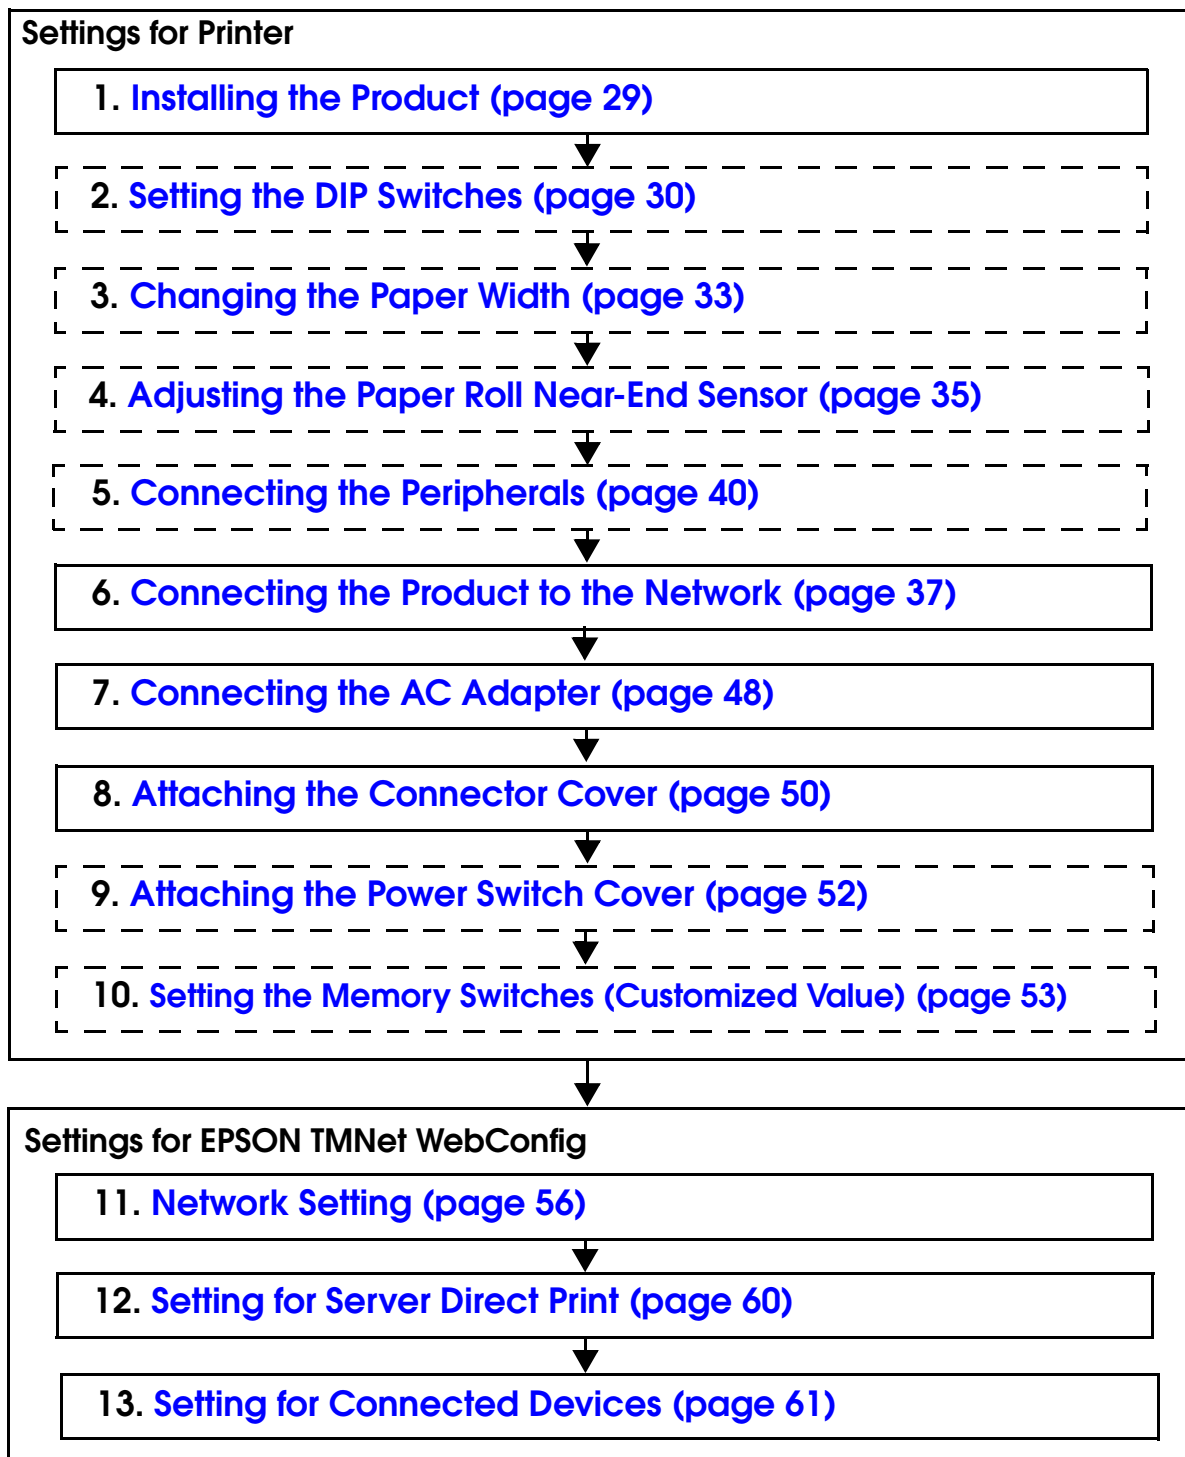 Settings for Printer
1. Installing the Product (page 29)
2. Setting the DIP Switches (page 30)
3. Changing the Paper Width (page 33)
4. Adjusting the Paper Roll Near-End Sensor (page 35)
5. Connecting the Peripherals (page 40)
6. Connecting the Product to the Network (page 37)
7. Connecting the AC Adapter (page 48)
8. Attaching the Connector Cover (page 50)
9. Attaching the Power Switch Cover (page 52)
10. Setting the Memory Switches (Customized Value) (page 53)
Settings for EPSON TMNet WebConfig
11. Network Setting (page 56)
12. Setting for Server Direct Print (page 60)
13. Setting for Connected Devices (page 61)